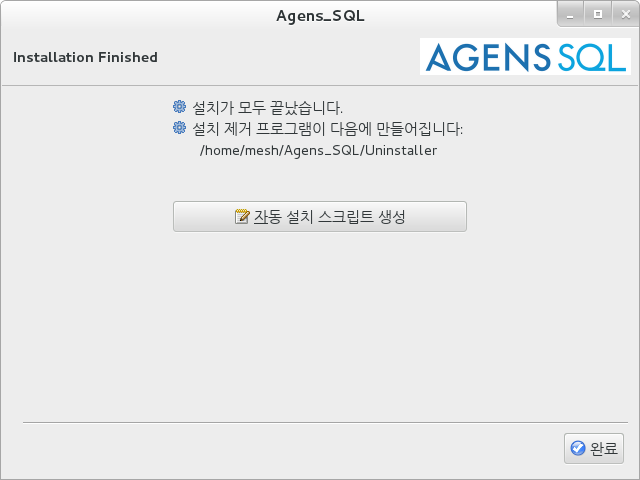 Agens_SQL
Installation Finished
AGENS SQL
설치가 모두 끝났습니다.
설치 제거 프로그램이 다음에 만들어집니다:
/home/mesh/Agens_SQL/Uninstaller
자동 설치 스크립트 생성
완료